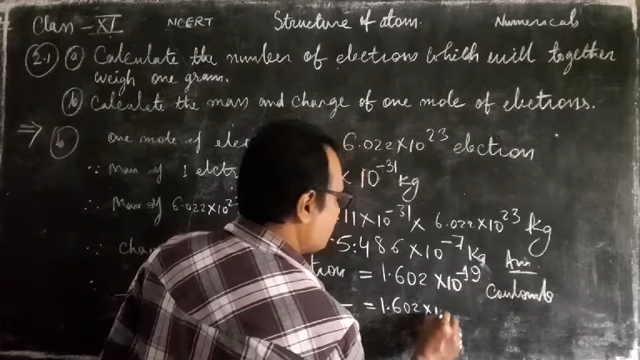 Class - XI NCERT Structure of atom. Numericals
2.1 (a) Calculate the number of electrons which will together
weigh one gram.
(b) Calculate the mass and charge of one mole of electrons.
⇒ (b) one mole of 6.022×10²³ electron
∵ Mass of 1 × 10⁻³¹ Kg
∴ Mass of 6.022×10² 11×10⁻³¹ × 6.022×10²³ Kg
5.486×10⁻⁷ Kg Ans
∵ = 1.602×10⁻¹⁹ Coulomb
= 1.602×1